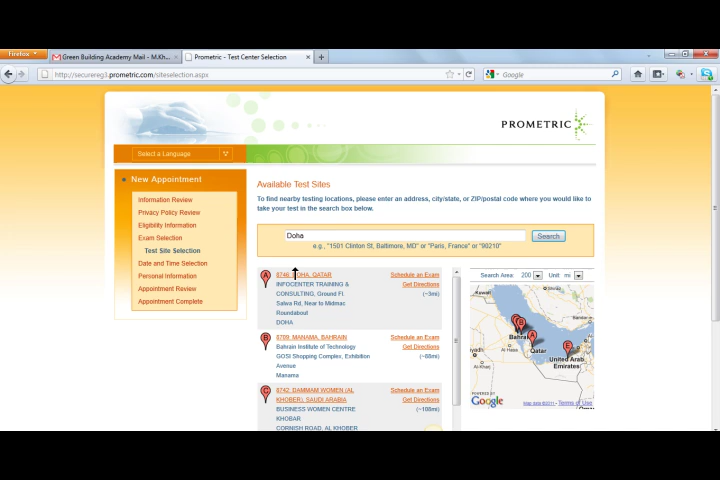 Firefox
Green Building Academy Mail - M.Kh...
Prometric - Test Center Selection
http://securereg3.prometric.com/siteselection.aspx
Google
PROMETRIC
Select a Language
New Appointment
Information Review
Privacy Policy Review
Eligibility Information
Exam Selection
Test Site Selection
Date and Time Selection
Personal Information
Appointment Review
Appointment Complete
Available Test Sites
To find nearby testing locations, please enter an address, city/state, or ZIP/postal code where you would like to
take your test in the search box below.
Doha
Search
e.g., "1501 Clinton St, Baltimore, MD" or "Paris, France" or "90210"
A
8746, DOHA, QATAR
Schedule an Exam
INFOCENTER TRAINING &
Get Directions
CONSULTING, Ground Fl
(~3mi)
Salwa Rd, Near to Midmac
Roundabout
DOHA
B
8789, MANAMA, BAHRAIN
Schedule an Exam
Bahrain Institute of Technology
Get Directions
GOSI Shopping Complex, Exhibition
(~88mi)
Avenue
Manama
C
8742, DAMMAM WOMEN (AL
Schedule an Exam
KHOBER), SAUDI ARABIA
Get Directions
BUSINESS WOMEN CENTRE
(~108mi)
KHOBAR
CORNISH ROAD, AL KHOBER
Search Area: 200 Unit: mi
Kuwait
Shiraz
Bahrain
Al-Hasa
Qatar
United Arab
Emirates
Al-Kharj
POWERED BY
Google
Terms of Use